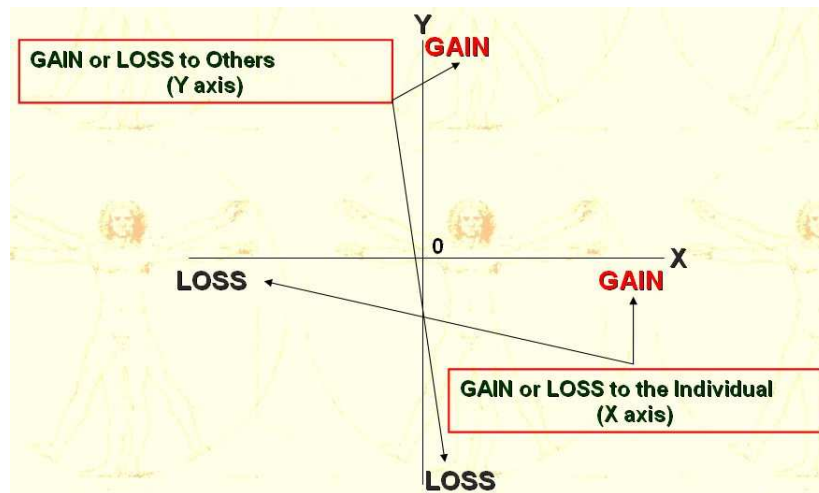 Y
GAIN
GAIN or LOSS to Others
(Y axis)
0
X
LOSS
GAIN
GAIN or LOSS to the Individual
(X axis)
LOSS